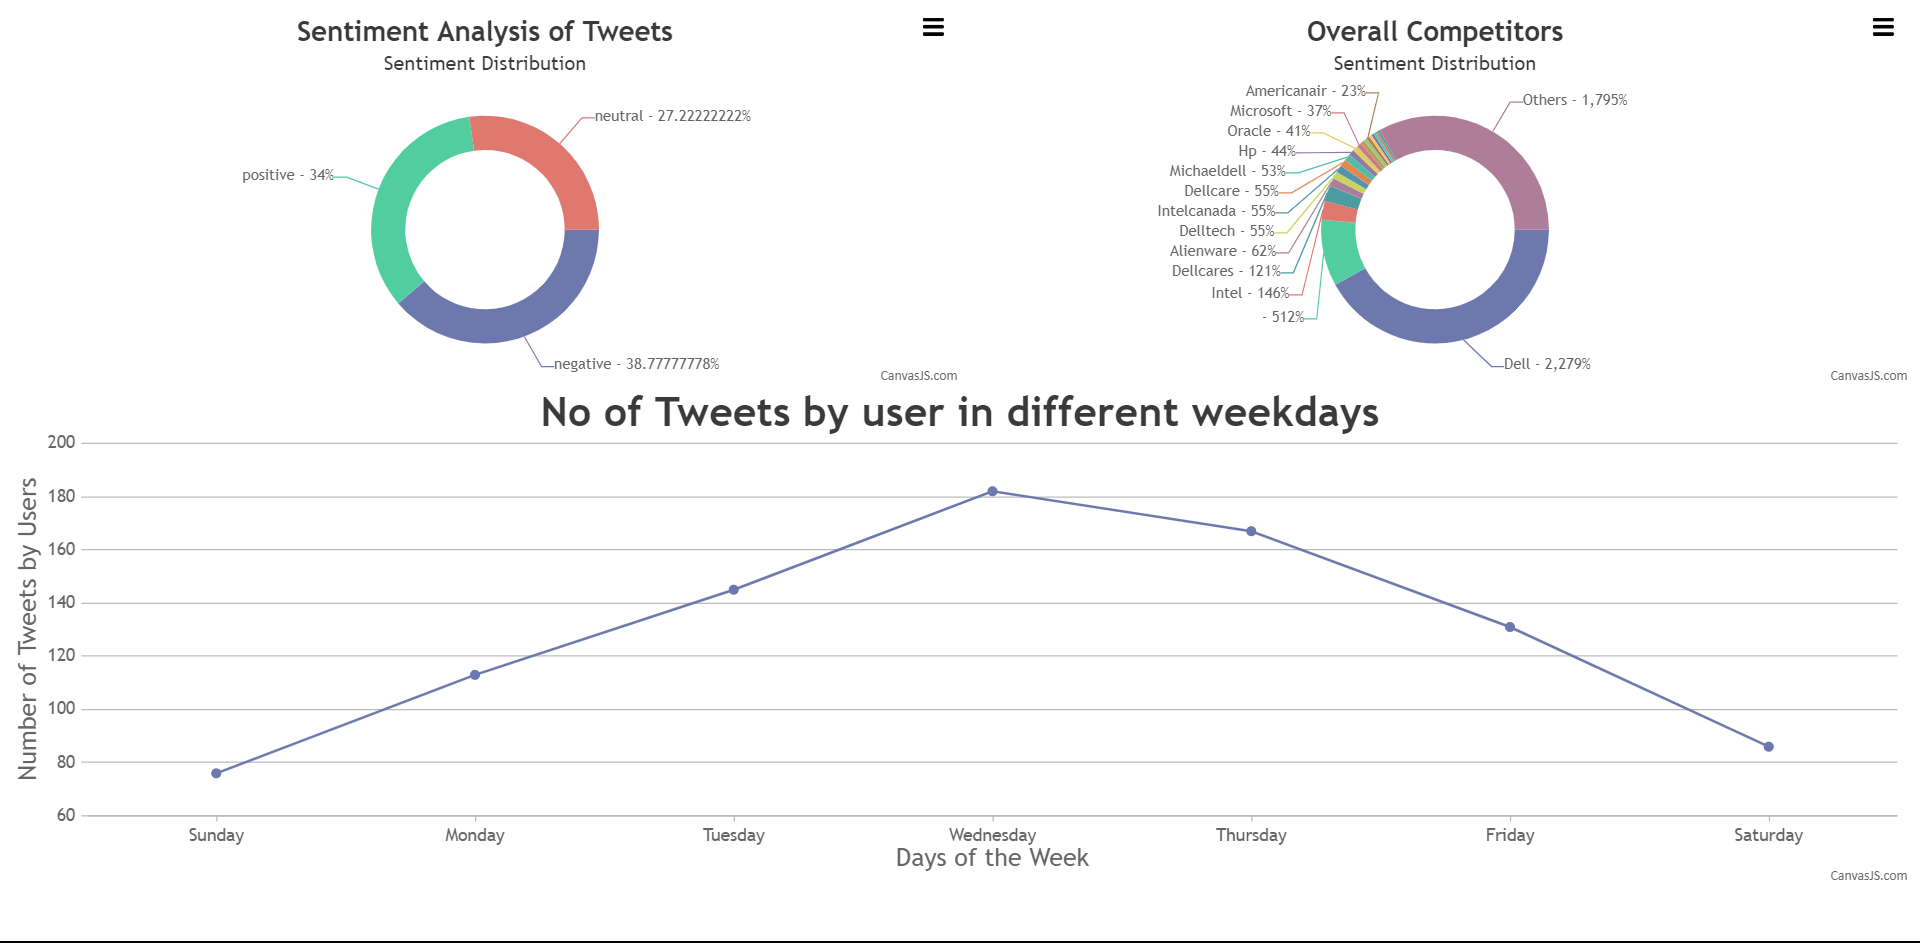 Sentiment Analysis of Tweets
Sentiment Distribution
neutral - 27.22222222%
positive - 34%
negative - 38.77777778%
CanvasJS.com
Overall Competitors
Sentiment Distribution
Americanair - 23%
Others - 1,795%
Microsoft - 37%
Oracle - 41%
Hp - 44%
Michaeldell - 53%
Dellcare - 55%
Intelcanada - 55%
Delltech - 55%
Alienware - 62%
Dellcares - 121%
Intel - 146%
- 512%
Dell - 2,279%
CanvasJS.com
No of Tweets by user in different weekdays
Number of Tweets by Users
200
180
160
140
120
100
80
60
Sunday Monday Tuesday Wednesday Thursday Friday Saturday
Days of the Week
CanvasJS.com